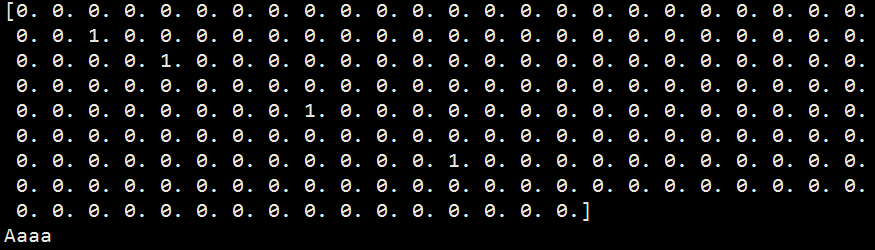 [0. 0. 0. 0. 0. 0. 0. 0. 0. 0. 0. 0. 0. 0. 0. 0. 0. 0. 0. 0. 0. 0. 0. 0.
0. 0. 1. 0. 0. 0. 0. 0. 0. 0. 0. 0. 0. 0. 0. 0. 0. 0. 0. 0. 0. 0. 0. 0.
0. 0. 0. 0. 1. 0. 0. 0. 0. 0. 0. 0. 0. 0. 0. 0. 0. 0. 0. 0. 0. 0. 0. 0.
0. 0. 0. 0. 0. 0. 0. 0. 0. 0. 0. 0. 0. 0. 0. 0. 0. 0. 0. 0. 0. 0. 0. 0.
0. 0. 0. 0. 0. 0. 0. 0. 1. 0. 0. 0. 0. 0. 0. 0. 0. 0. 0. 0. 0. 0. 0. 0.
0. 0. 0. 0. 0. 0. 0. 0. 0. 0. 0. 0. 0. 0. 0. 0. 0. 0. 0. 0. 0. 0. 0. 0.
0. 0. 0. 0. 0. 0. 0. 0. 0. 0. 0. 0. 1. 0. 0. 0. 0. 0. 0. 0. 0. 0. 0. 0.
0. 0. 0. 0. 0. 0. 0. 0. 0. 0. 0. 0. 0. 0. 0. 0. 0. 0. 0. 0. 0. 0. 0. 0.
0. 0. 0. 0. 0. 0. 0. 0. 0. 0. 0. 0. 0. 0. 0. 0.]
Aaaa